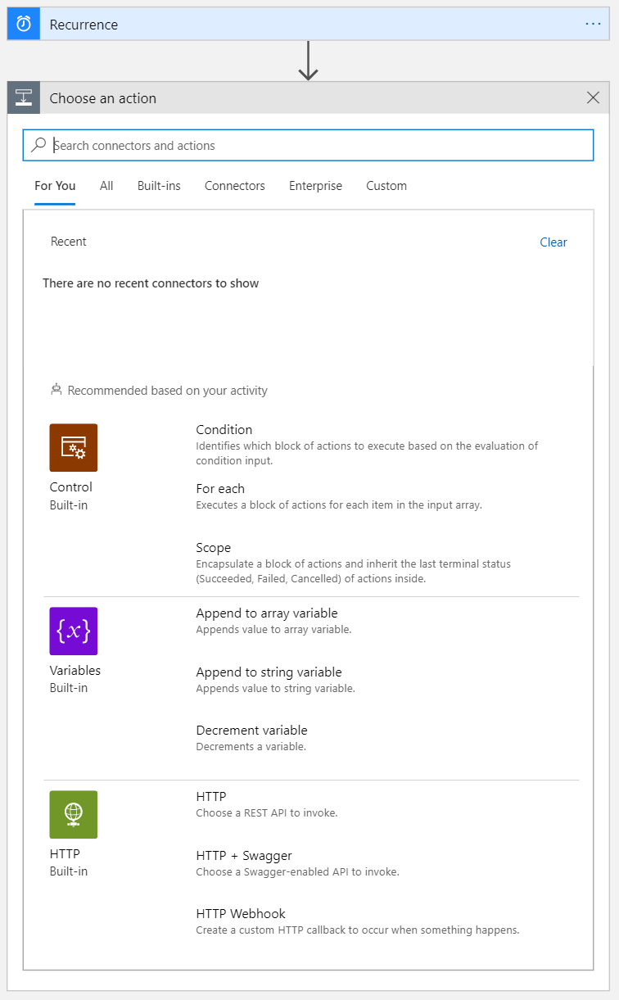 Recurrence
Choose an action
Search connectors and actions
For You All Built-ins Connectors Enterprise Custom
Recent Clear
There are no recent connectors to show
Recommended based on your activity
Control
Built-in
Condition
Identifies which block of actions to execute based on the evaluation of
condition input.
For each
Executes a block of actions for each item in the input array.
Scope
Encapsulate a block of actions and inherit the last terminal status
(Succeeded, Failed, Cancelled) of actions inside.
{x}
Variables
Built-in
Append to array variable
Appends value to array variable.
Append to string variable
Appends value to string variable.
Decrement variable
Decrements a variable.
HTTP
Built-in
HTTP
Choose a REST API to invoke.
HTTP + Swagger
Choose a Swagger-enabled API to invoke.
HTTP Webhook
Create a custom HTTP callback to occur when something happens.